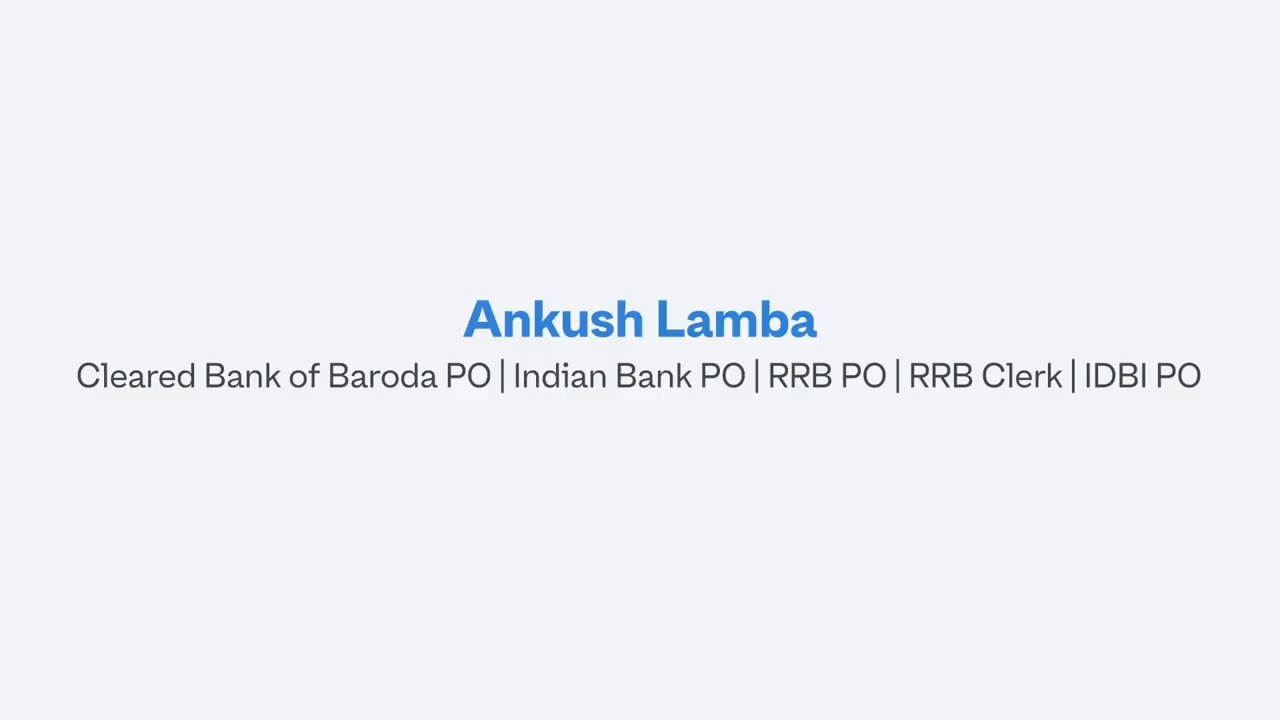 Ankush Lamba
Cleared Bank of Baroda PO | Indian Bank PO | RRB PO | RRB Clerk | IDBI PO